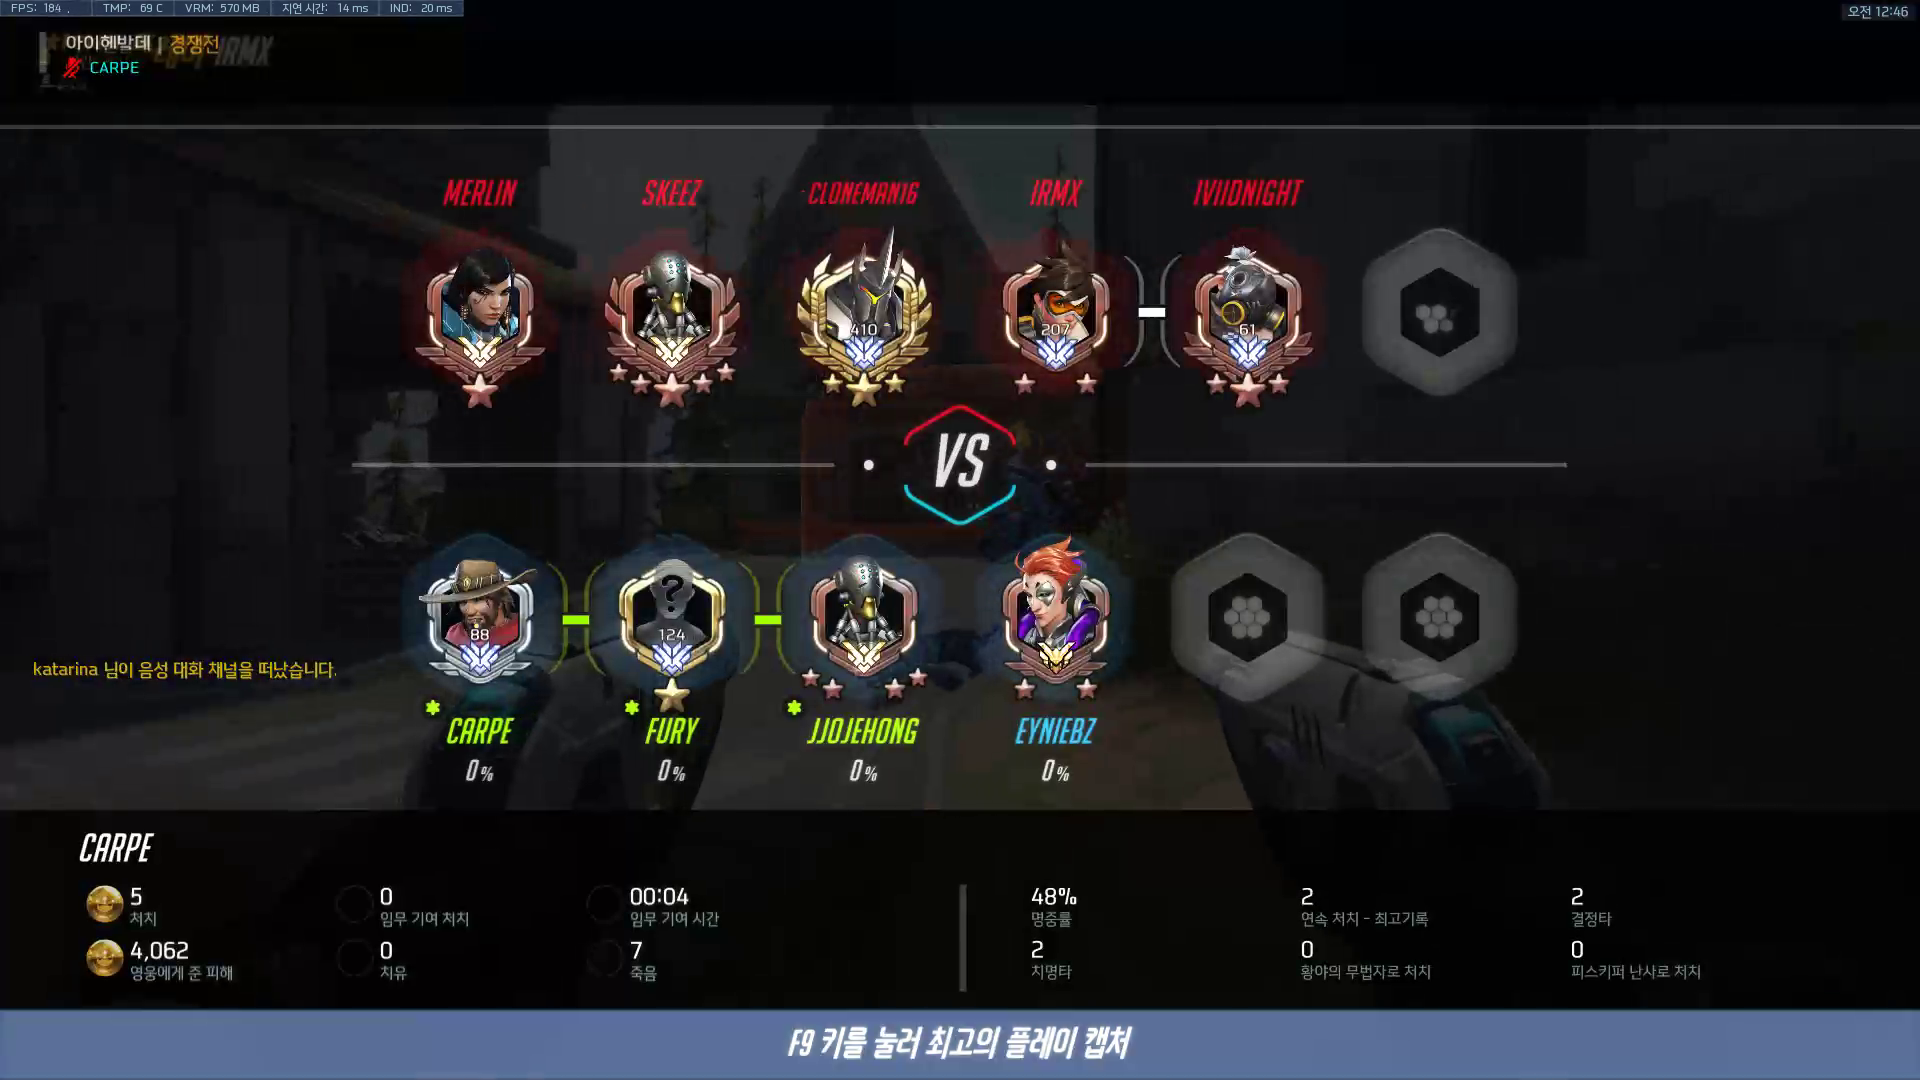 FPS: 184 . TMP: 69 C VRM: 570 MB 지연 시간: 14 ms IND: 20 ms
오전 12:46
아이헨발데 | 경쟁전
IRMX
CARPE
MERLIN SKEEZ CLONEMAN16 IRMX IVIIDNIGHT
410 207 61
VS
88 124
katarina 님이 음성 대화 채널을 떠났습니다.
* CARPE * FURY * JJOJEHONG EYNIEBZ
0% 0% 0% 0%
CARPE
5 0 00:04 48% 2 2
처치 임무 기여 처치 임무 기여 시간 명중률 연속 처치 - 최고기록 결정타
4,062 0 7 2 0 0
영웅에게 준 피해 치유 죽음 치명타 황야의 무법자로 처치 피스키퍼 난사로 처치
F9 키를 눌러 최고의 플레이 캡처